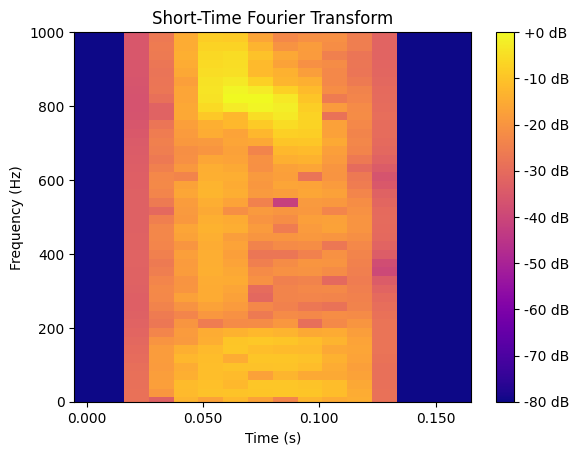 Short-Time Fourier Transform
1000
800
600
400
200
0
Frequency (Hz)
0.000
0.050
0.100
0.150
Time (s)
+0 dB
-10 dB
-20 dB
-30 dB
-40 dB
-50 dB
-60 dB
-70 dB
-80 dB